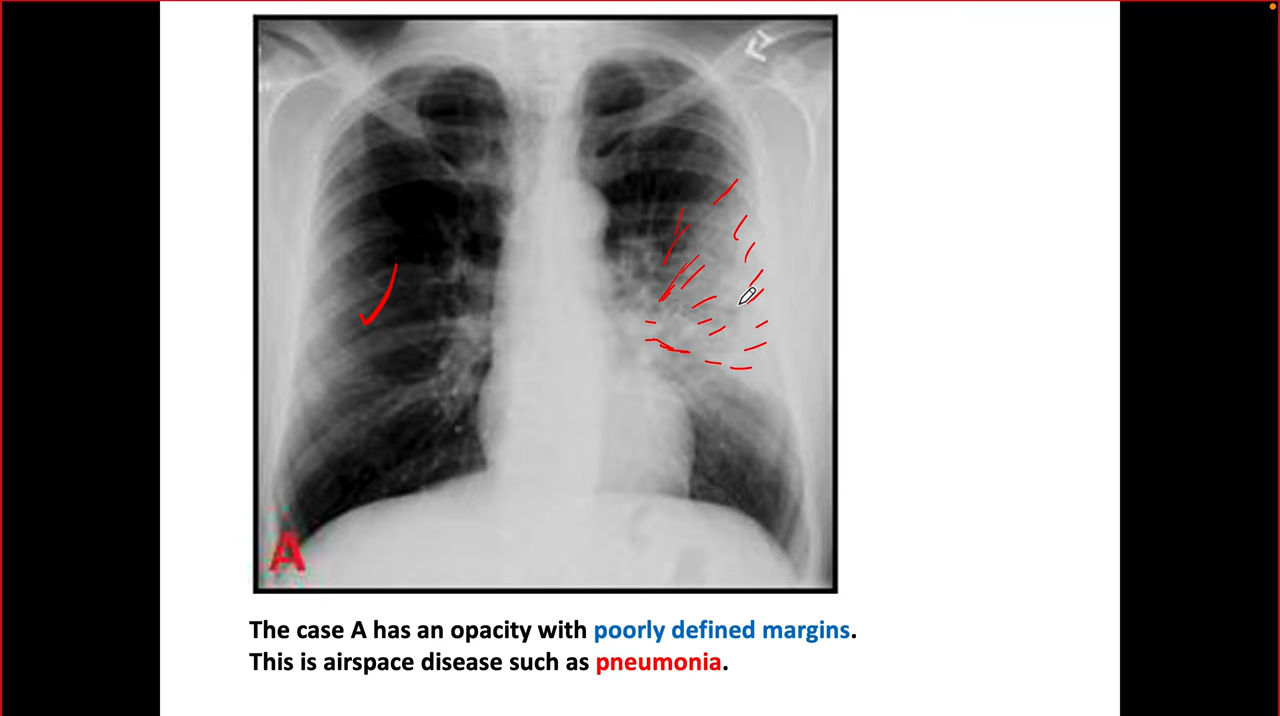 A
The case A has an opacity with poorly defined margins.
This is airspace disease such as pneumonia.